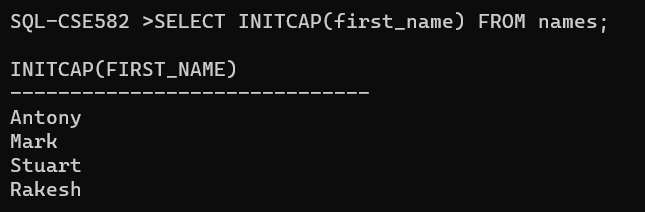 SQL-CSE582 >SELECT INITCAP(first_name) FROM names;
INITCAP(FIRST_NAME)
------------------------------
Antony
Mark
Stuart
Rakesh